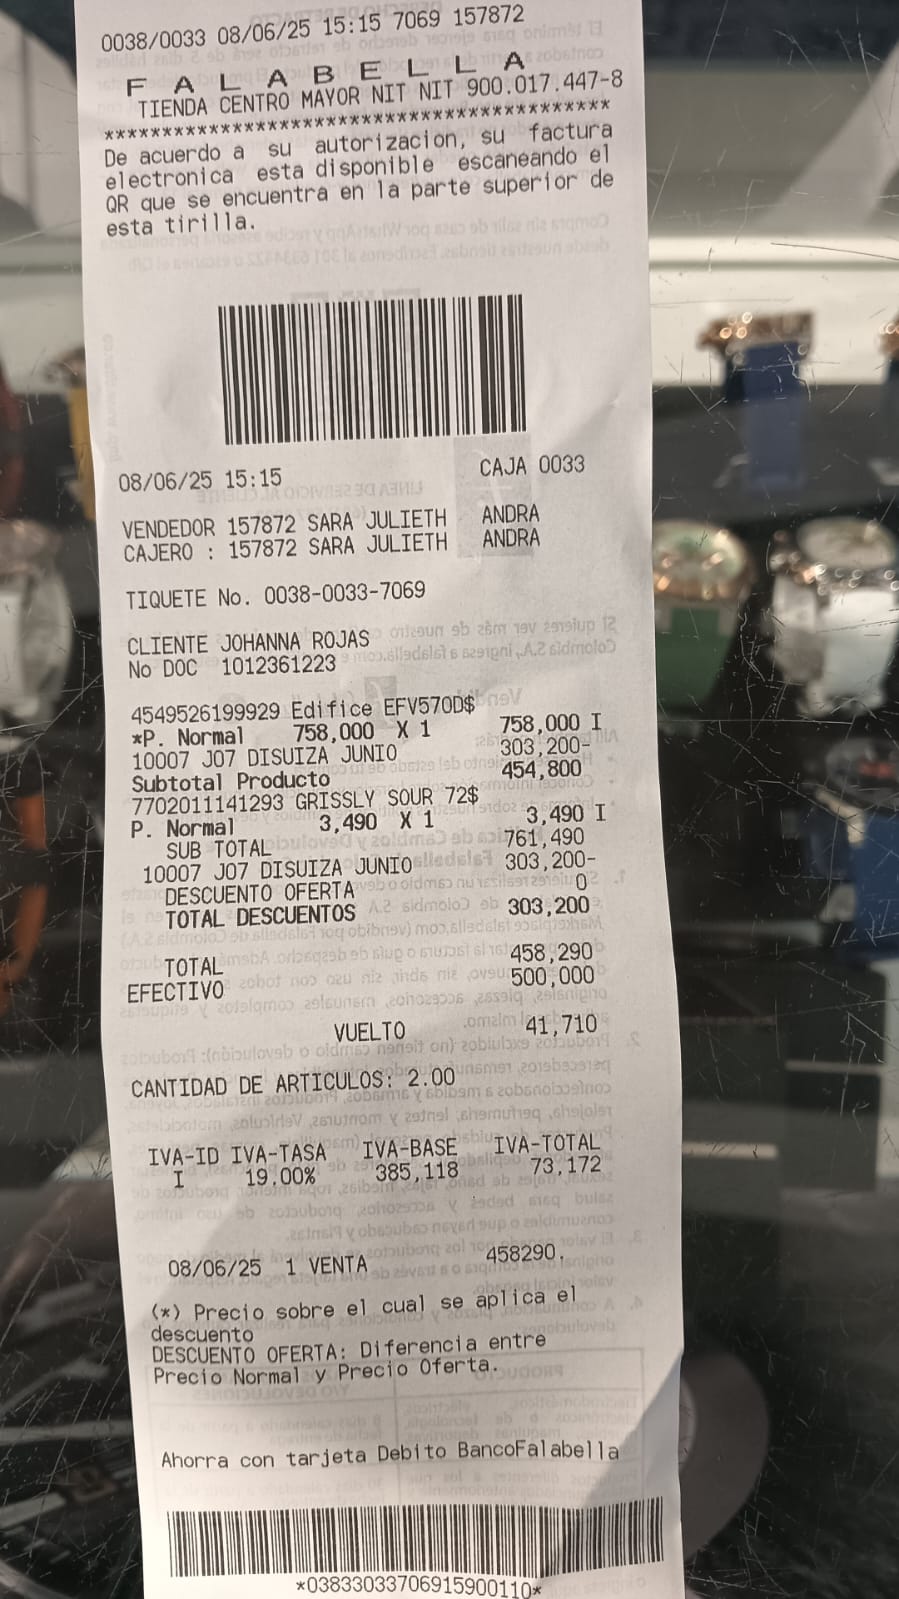 0038/0033 08/06/25 15:15 7069 157872
F A L A B E L L A
TIENDA CENTRO MAYOR NIT NIT 900.017.447-8
*******************************************
De acuerdo a su autorizacion, su factura
electronica esta disponible escaneando el
QR que se encuentra en la parte superior de
esta tirilla.
08/06/25 15:15 CAJA 0033
VENDEDOR 157872 SARA JULIETH ANDRA
CAJERO : 157872 SARA JULIETH ANDRA
TIQUETE No. 0038-0033-7069
CLIENTE JOHANNA ROJAS
No DOC 1012361223
4549526199929 Edifice EFV570D$
*P. Normal 758,000 X 1 758,000 I
10007 J07 DISUIZA JUNIO 303,200-
Subtotal Producto 454,800
7702011141293 GRISSLY SOUR 72$
P. Normal 3,490 X 1 3,490 I
SUB TOTAL 761,490
10007 J07 DISUIZA JUNIO 303,200-
DESCUENTO OFERTA 0
TOTAL DESCUENTOS 303,200
TOTAL 458,290
EFECTIVO 500,000
VUELTO 41,710
CANTIDAD DE ARTICULOS: 2.00
IVA-ID IVA-TASA IVA-BASE IVA-TOTAL
I 19.00% 385,118 73,172
08/06/25 1 VENTA 458290.
(*) Precio sobre el cual se aplica el
descuento
DESCUENTO OFERTA: Diferencia entre
Precio Normal y Precio Oferta.
Ahorra con tarjeta Debito BancoFalabella
*03833033706915900110*